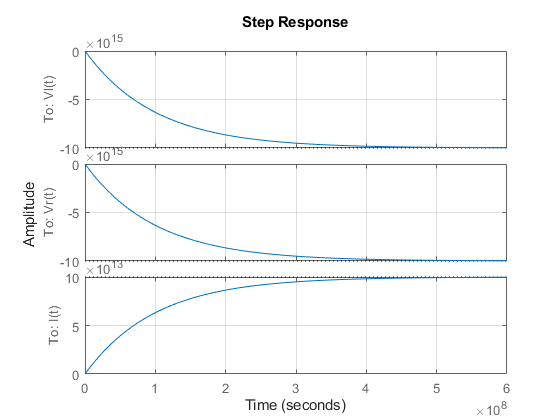 Step Response
×10^15
0
-5
-10
To: Vl(t)
×10^15
0
-5
-10
To: Vr(t)
Amplitude
×10^13
10
5
0
To: I(t)
0 1 2 3 4 5 6
Time (seconds)
×10^8